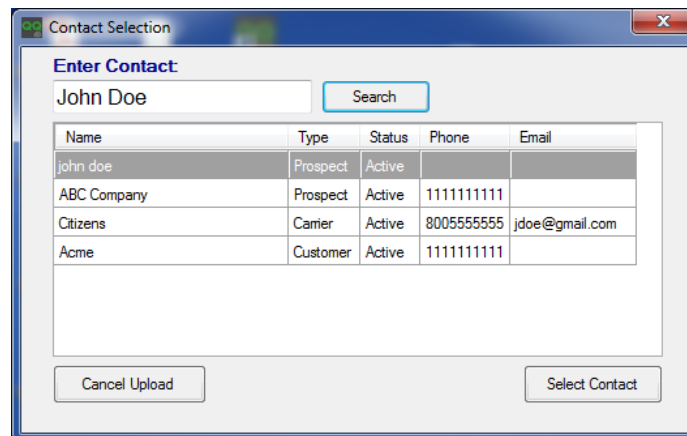 Contact Selection
Enter Contact:
John Doe Search
Name Type Status Phone Email
john doe Prospect Active
ABC Company Prospect Active 1111111111
Citizens Carrier Active 8005555555 jdoe@gmail.com
Acme Customer Active 1111111111
Cancel Upload Select Contact